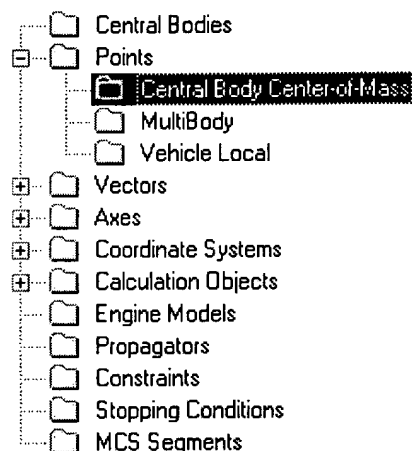 Central Bodies
Points
Central Body Center-of-Mass
MultiBody
Vehicle Local
Vectors
Axes
Coordinate Systems
Calculation Objects
Engine Models
Propagators
Constraints
Stopping Conditions
MCS Segments